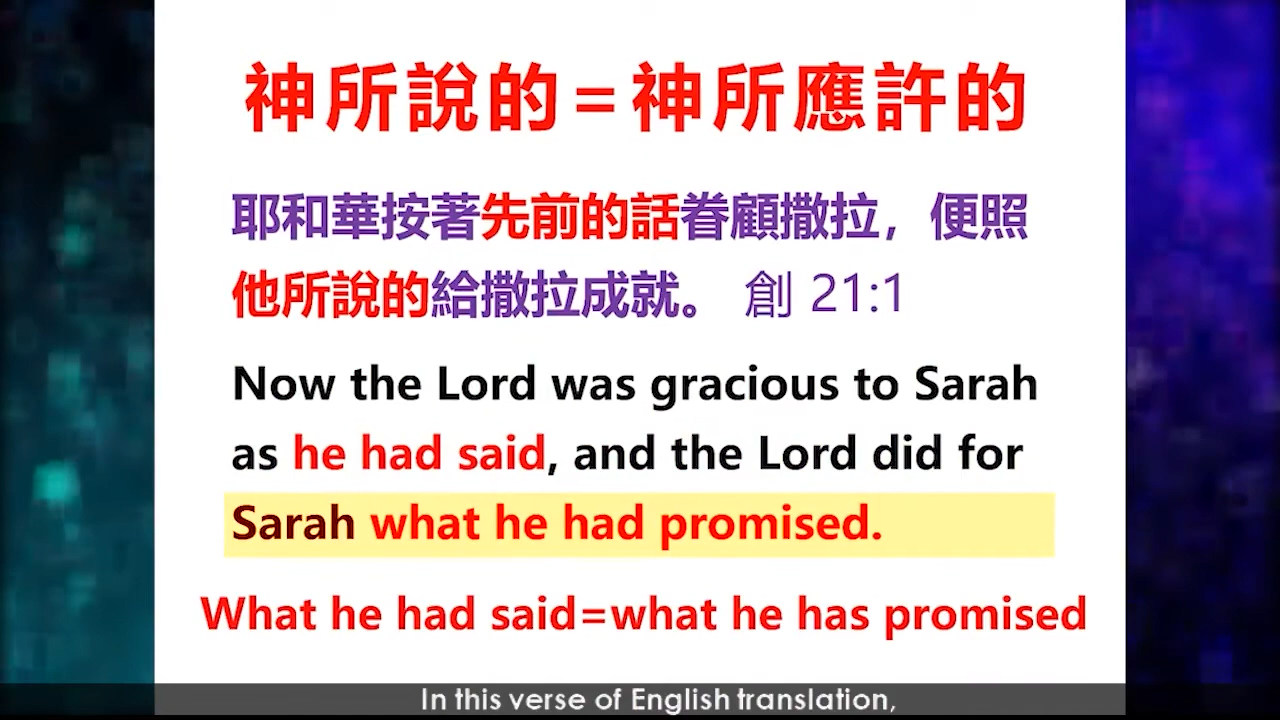 神所說的=神所應許的
耶和華按著先前的話眷顧撒拉，便照
他所說的給撒拉成就。 創 21:1
Now the Lord was gracious to Sarah
as he had said, and the Lord did for
Sarah what he had promised.
What he had said=what he has promised
In this verse of English translation,